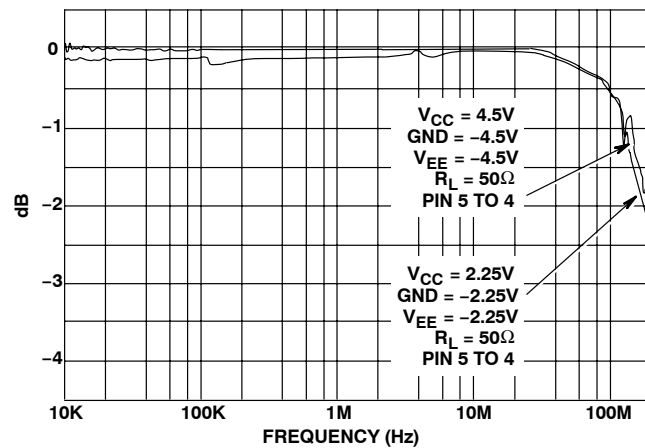 0
−1
−2
−3
−4
dB
VCC = 4.5V
GND = −4.5V
VEE = −4.5V
RL = 50Ω
PIN 5 TO 4
VCC = 2.25V
GND = −2.25V
VEE = −2.25V
RL = 50Ω
PIN 5 TO 4
10K
100K
1M
10M
100M
FREQUENCY (Hz)